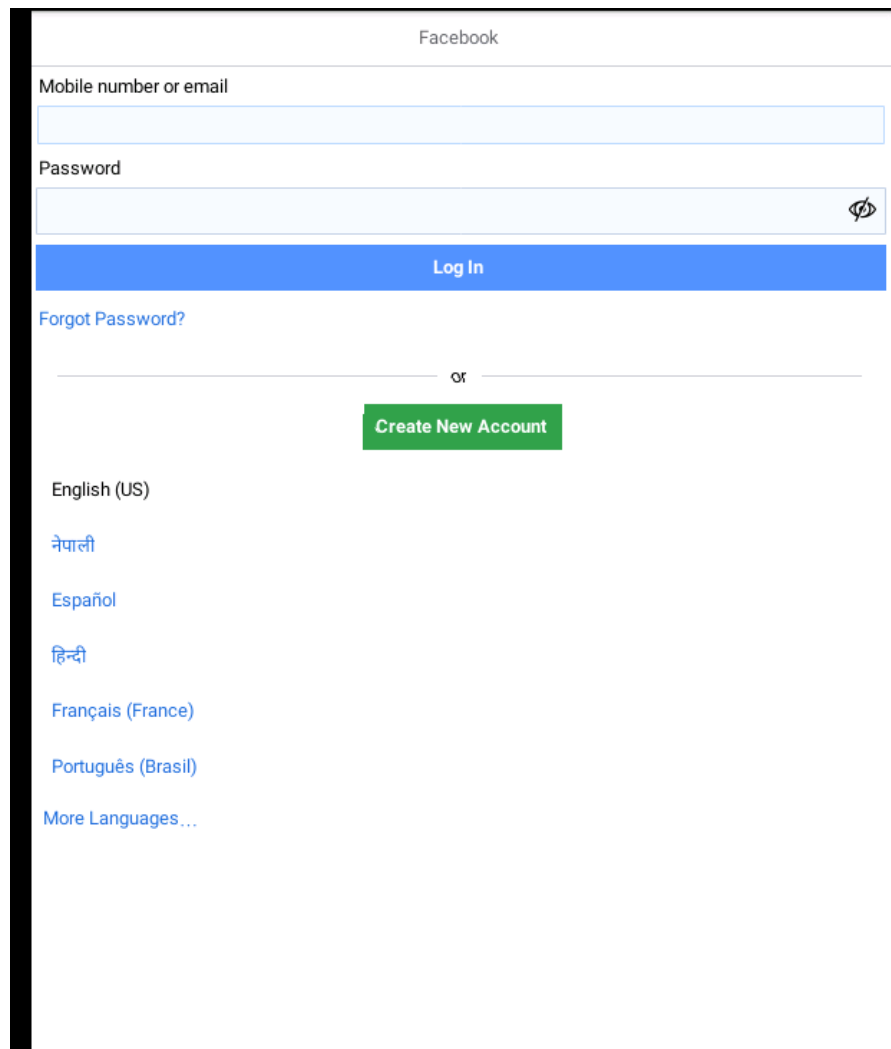 Facebook
Mobile number or email
Password
Log In
Forgot Password?
or
Create New Account
English (US)
नेपाली
Español
हिन्दी
Français (France)
Português (Brasil)
More Languages...